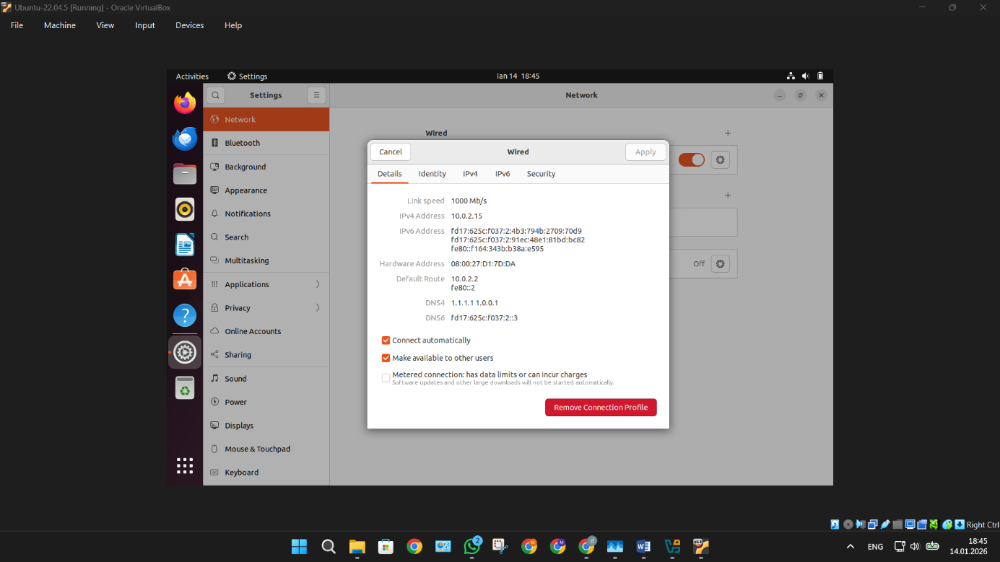 Ubuntu-22.04.5 [Running] - Oracle VirtualBox
File Machine View Input Devices Help
Activities Settings ian 14 18:45
Settings
Network
Network
Bluetooth
Background
Appearance
Notifications
Search
Multitasking
Applications
Privacy
Online Accounts
Sharing
Sound
Power
Displays
Mouse & Touchpad
Keyboard
Wired
Off
Cancel Wired Apply
Details Identity IPv4 IPv6 Security
Link speed 1000 Mb/s
IPv4 Address 10.0.2.15
IPv6 Address fd17:625c:f037:2:4b3:794b:2709:70d9
fd17:625c:f037:2:91ec:48e1:81bd:bc82
fe80::f164:343b:b38a:e595
Hardware Address 08:00:27:D1:7D:DA
Default Route 10.0.2.2
fe80::2
DNS4 1.1.1.1 1.0.0.1
DNS6 fd17:625c:f037:2::3
Connect automatically
Make available to other users
Metered connection: has data limits or can incur charges
Software updates and other large downloads will not be started automatically.
Remove Connection Profile
Right Ctrl
2
ENG
18:45
14.01.2026